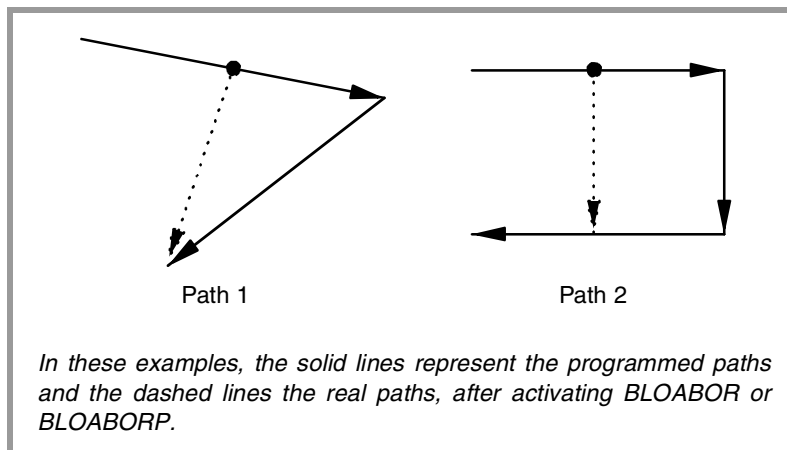 Path 1
Path 2
In these examples, the solid lines represent the programmed paths
and the dashed lines the real paths, after activating BLOABOR or
BLOABORP.